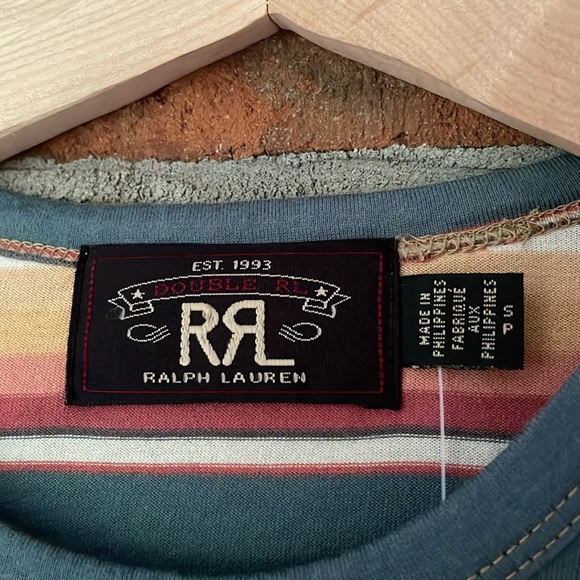 EST. 1993
DOUBLE RL
RRL
RALPH LAUREN
MADE IN
PHILIPPINES
FABRIQUÉ
AUX
PHILIPPINES
S
P